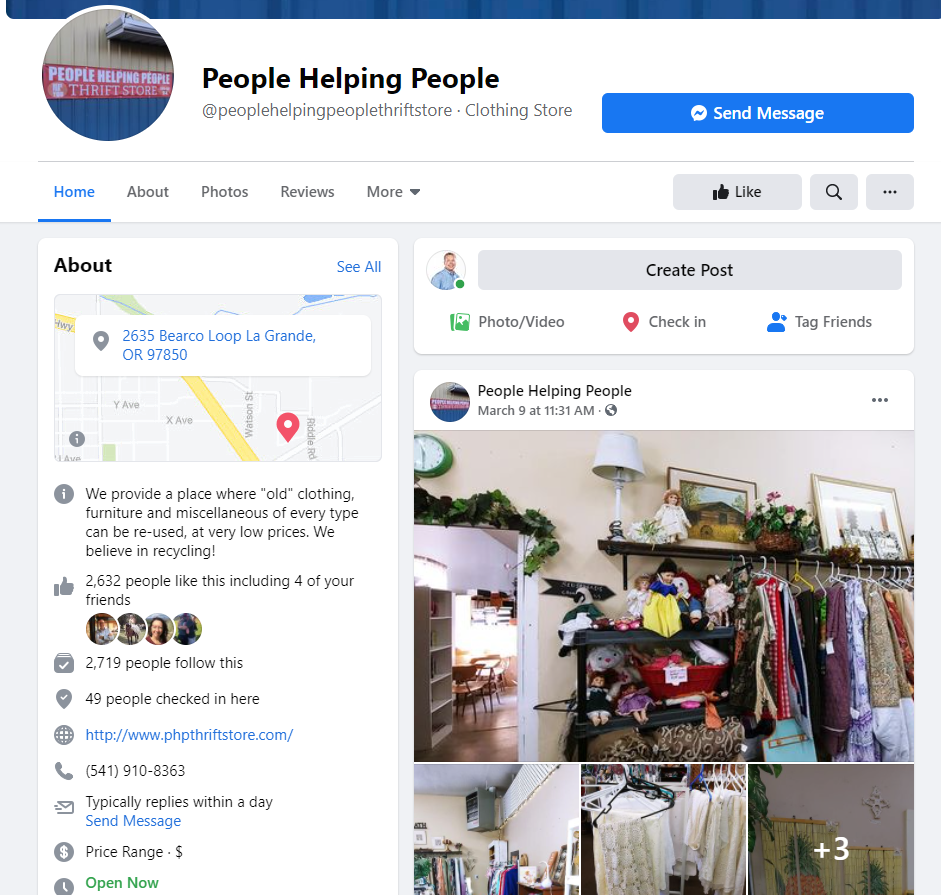 PEOPLE HELPING PEOPLE
THRIFT STORE
People Helping People
@peoplehelpingpeoplethriftstore · Clothing Store
Send Message
Home
About
Photos
Reviews
More
Like
About
See All
Hwy
2635 Bearco Loop La Grande,
OR 97850
Y Ave
X Ave
Watson St
Riddle Rd
We provide a place where "old" clothing,
furniture and miscellaneous of every type
can be re-used, at very low prices. We
believe in recycling!
2,632 people like this including 4 of your
friends
2,719 people follow this
49 people checked in here
http://www.phpthriftstore.com/
(541) 910-8363
Typically replies within a day
Send Message
Price Range · $
Open Now
Create Post
Photo/Video
Check in
Tag Friends
People Helping People
March 9 at 11:31 AM ·
+3